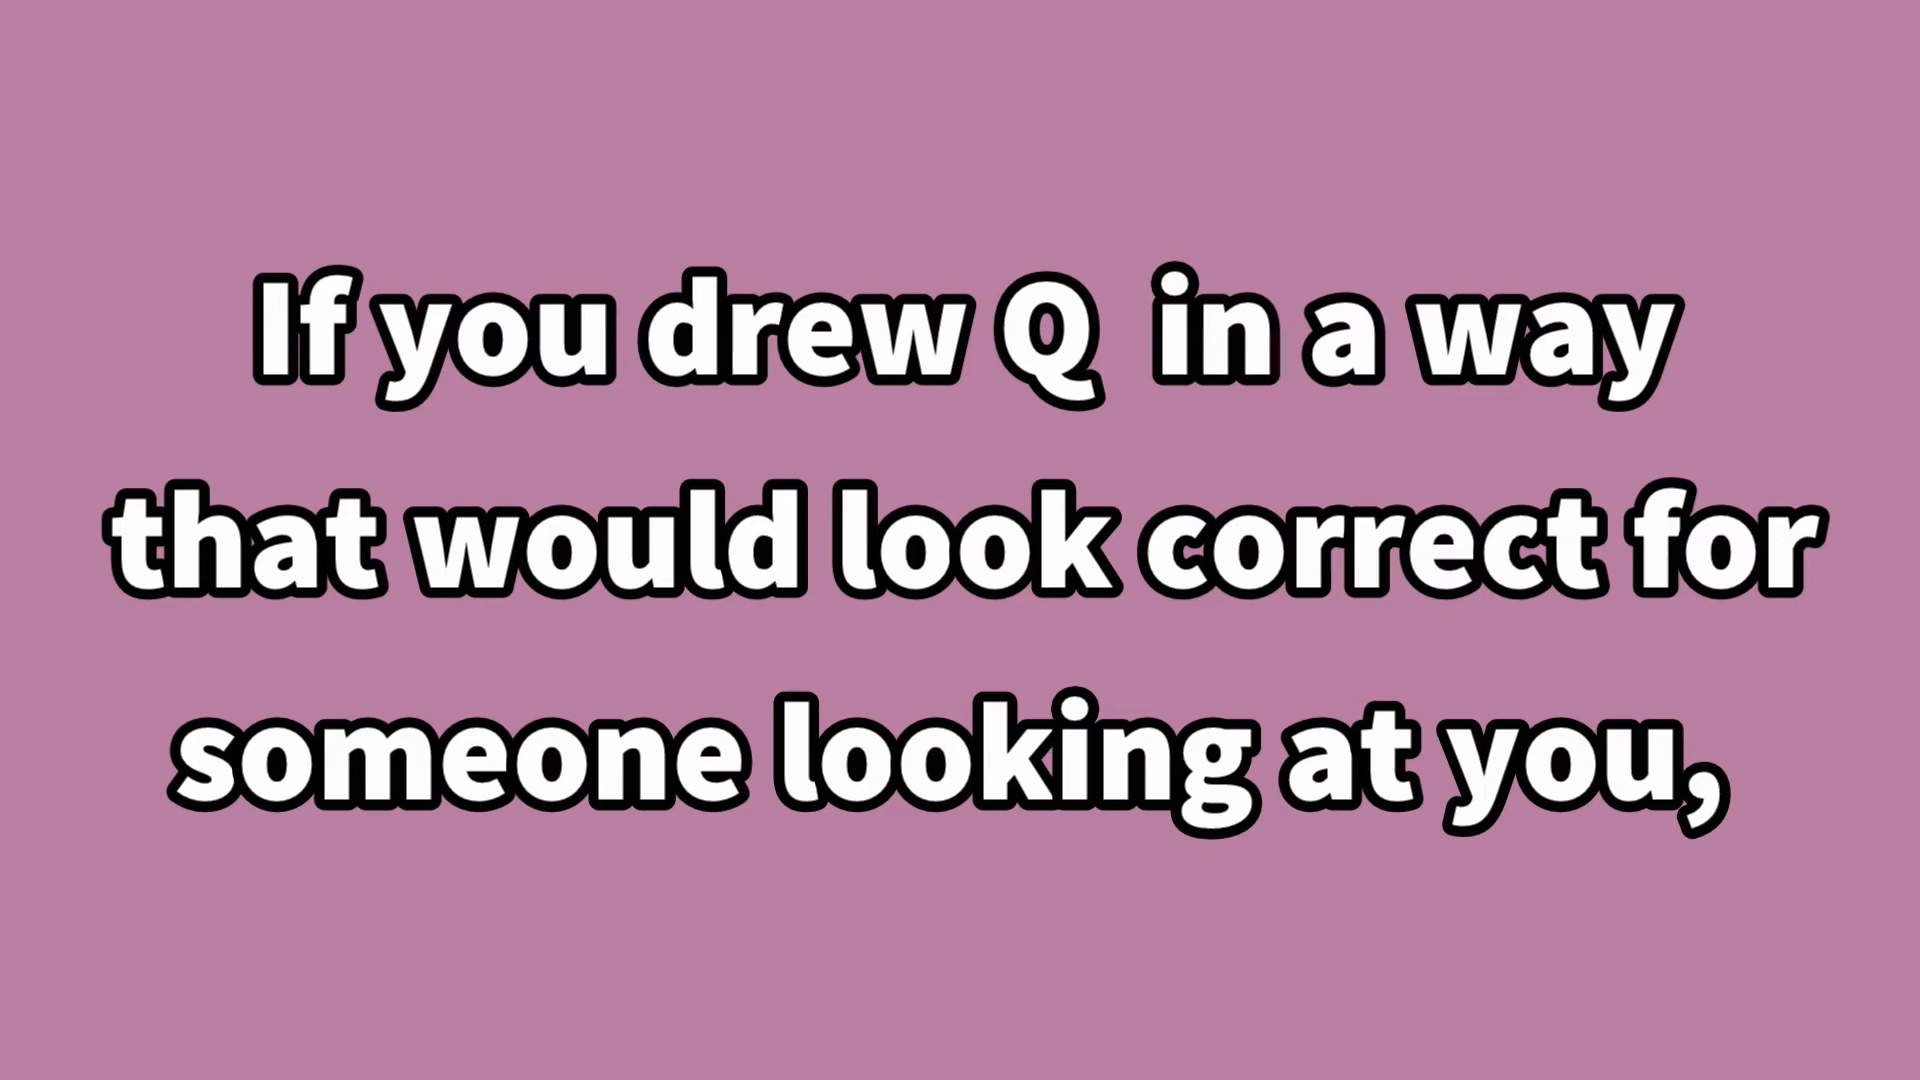 If you drew Q in a way
that would look correct for
someone looking at you,